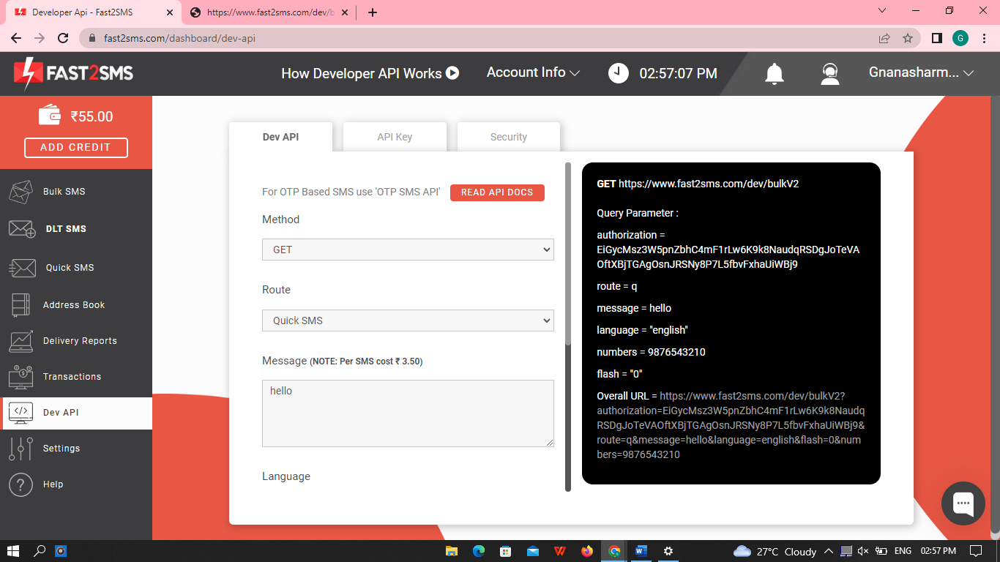 Developer Api - Fast2SMS
https://www.fast2sms.com/dev/b
fast2sms.com/dashboard/dev-api
G
FAST2SMS
How Developer API Works
Account Info
02:57:07 PM
Gnanasharm...
₹55.00
ADD CREDIT
Bulk SMS
DLT SMS
Quick SMS
Address Book
Delivery Reports
Transactions
Dev API
Settings
Help
Dev API
API Key
Security
For OTP Based SMS use 'OTP SMS API'
READ API DOCS
Method
GET
Route
Quick SMS
Message (NOTE: Per SMS cost ₹ 3.50)
hello
Language
GET https://www.fast2sms.com/dev/bulkV2
Query Parameter :
authorization =
EiGycMsz3W5pnZbhC4mF1rLw6K9k8NaudqRSDgJoTeVA
OftXBjTGAgOsnJRSNy8P7L5fbvFxhaUiWBj9
route = q
message = hello
language = "english"
numbers = 9876543210
flash = "0"
Overall URL = https://www.fast2sms.com/dev/bulkV2?
authorization=EiGycMsz3W5pnZbhC4mF1rLw6K9k8Naudq
RSDgJoTeVAOftXBjTGAgOsnJRSNy8P7L5fbvFxhaUiWBj9&
route=q&message=hello&language=english&flash=0&num
bers=9876543210
27°C Cloudy
ENG
02:57 PM